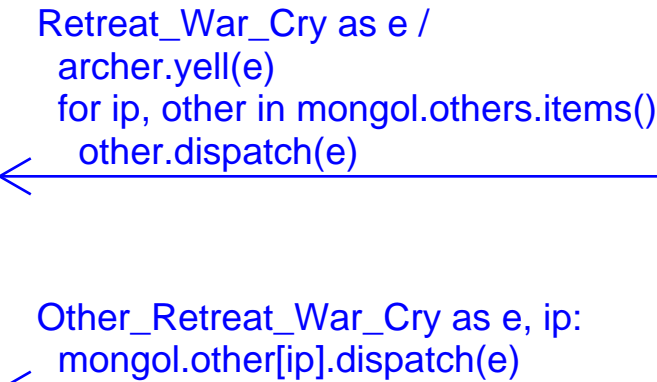 Retreat_War_Cry as e /
archer.yell(e)
for ip, other in mongol.others.items()
other.dispatch(e)
Other_Retreat_War_Cry as e, ip:
mongol.other[ip].dispatch(e)